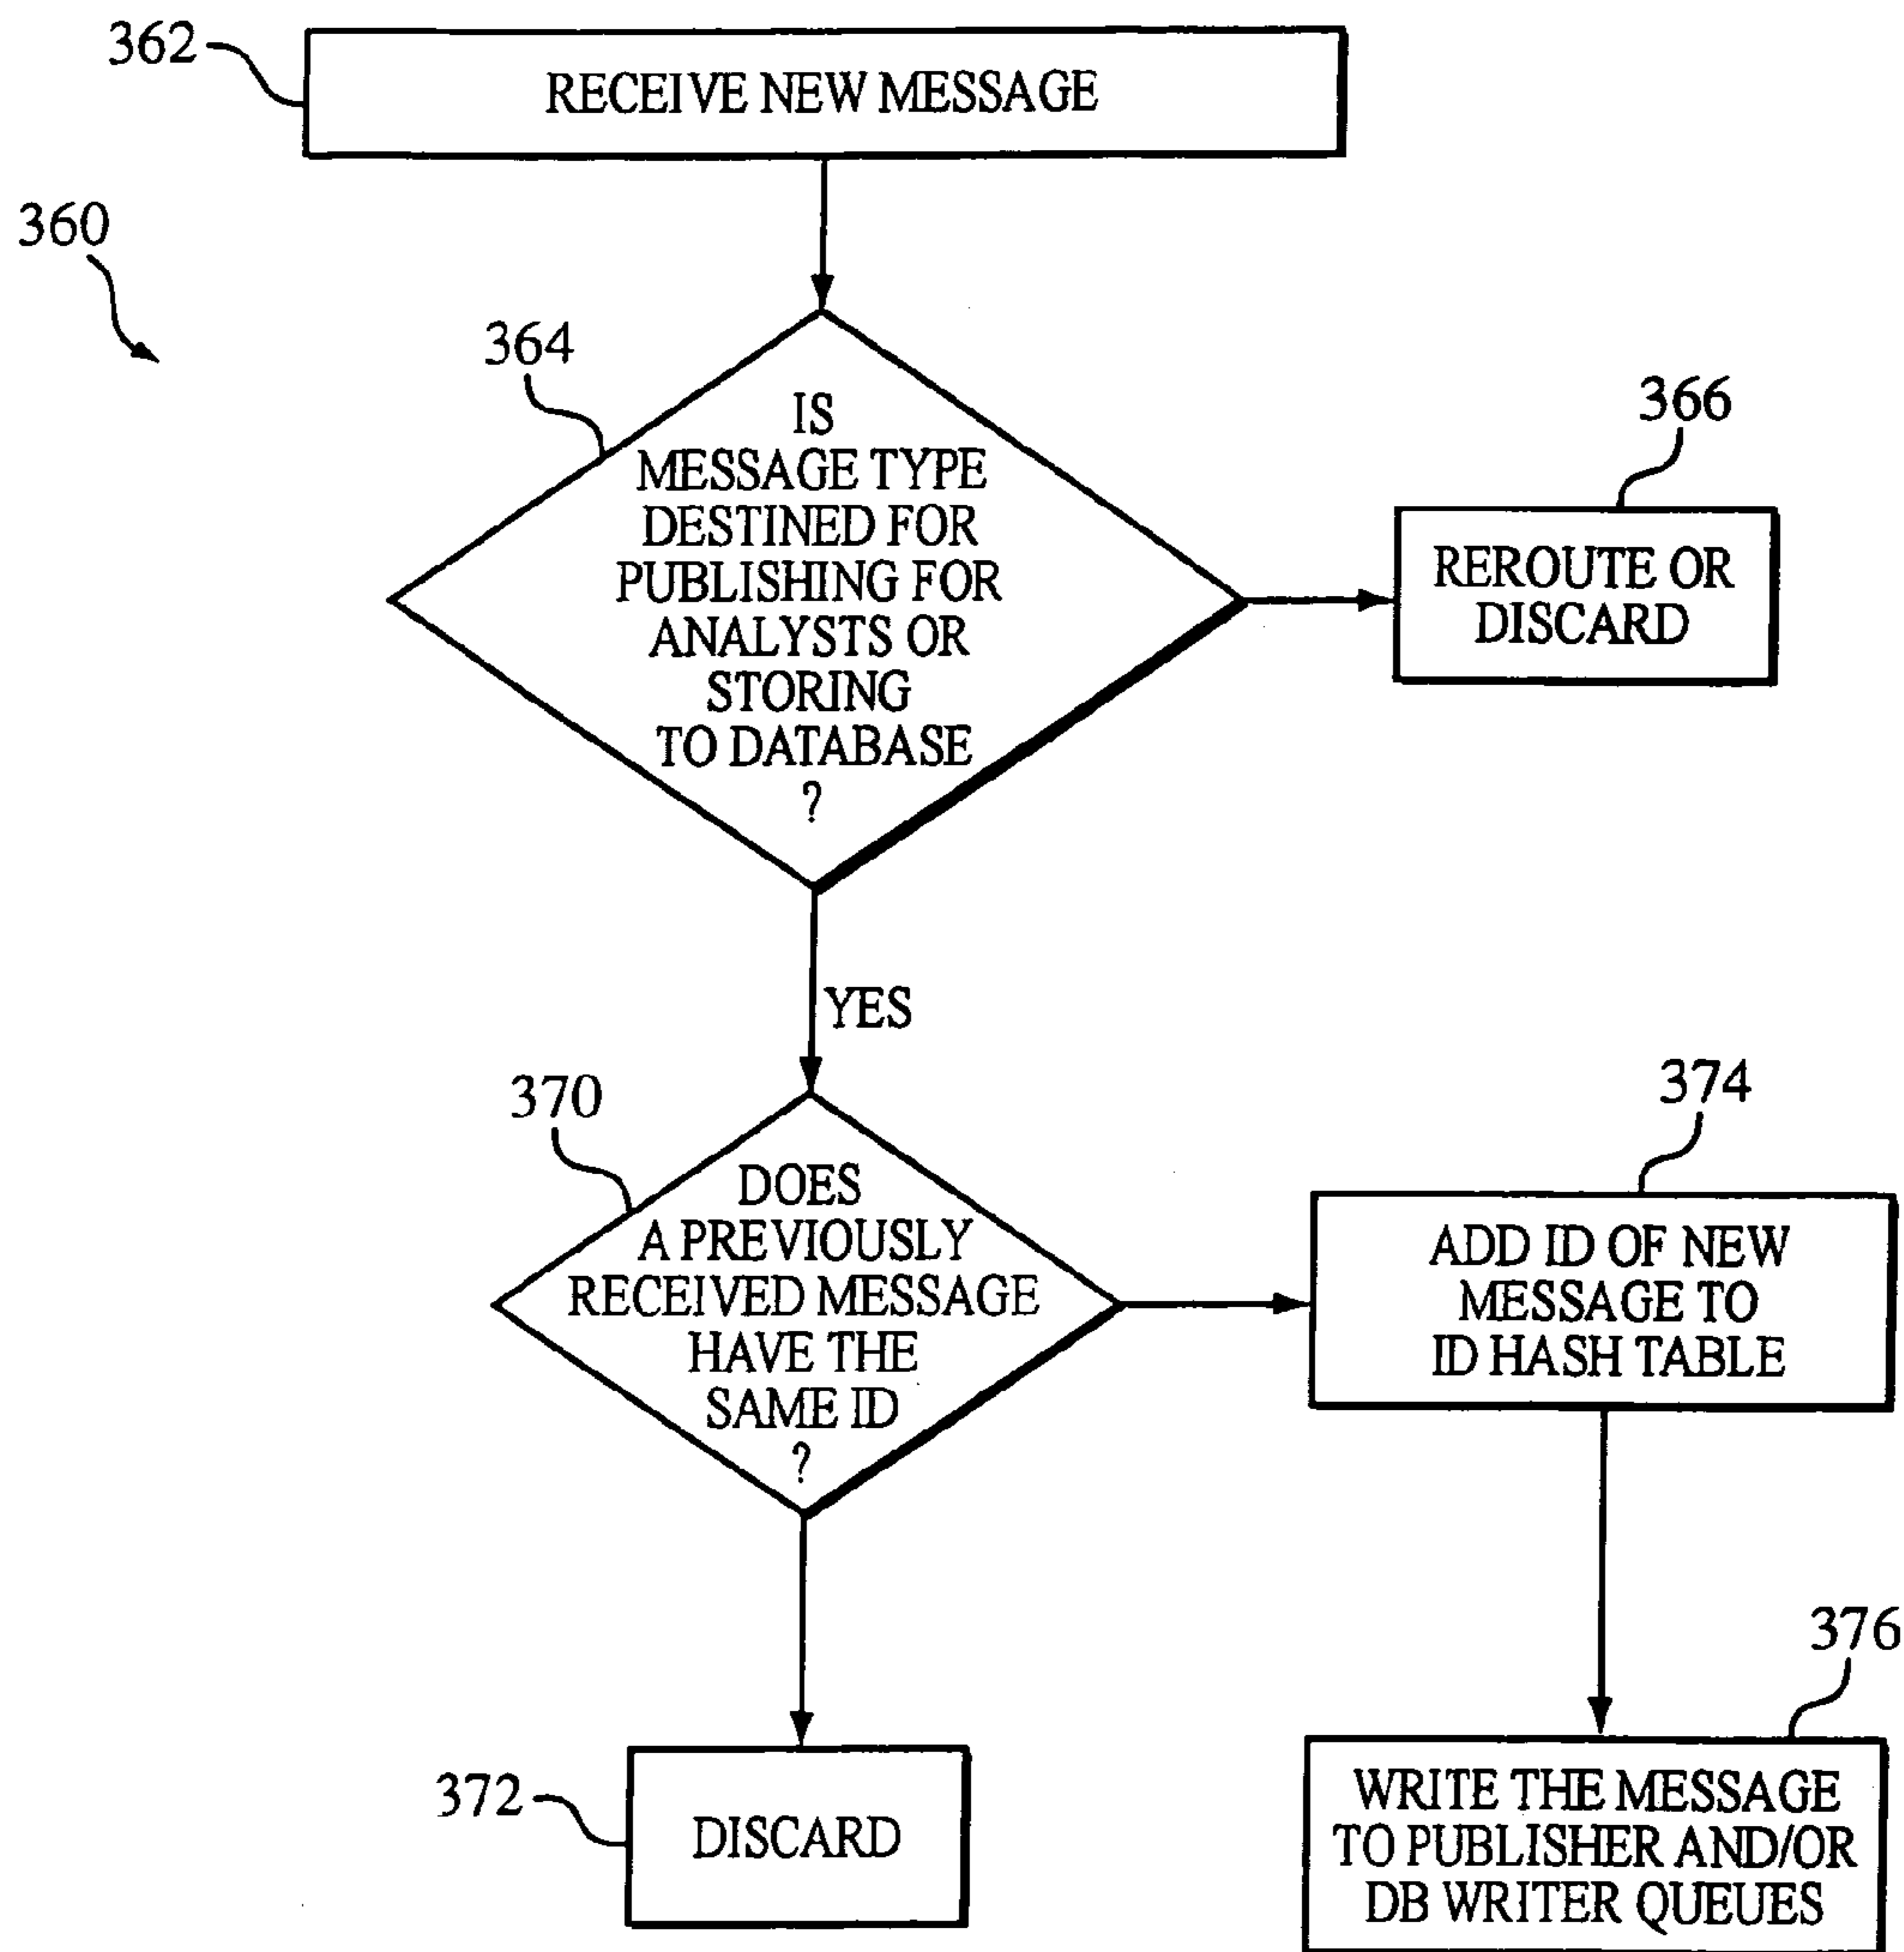 362
RECEIVE NEW MESSAGE
360
364
IS
MESSAGE TYPE
DESTINED FOR
PUBLISHING FOR
ANALYSTS OR
STORING
TO DATABASE
?
366
REROUTE OR
DISCARD
YES
370
DOES
A PREVIOUSLY
RECEIVED MESSAGE
HAVE THE
SAME ID
?
374
ADD ID OF NEW
MESSAGE TO
ID HASH TABLE
372
DISCARD
376
WRITE THE MESSAGE
TO PUBLISHER AND/OR
DB WRITER QUEUES